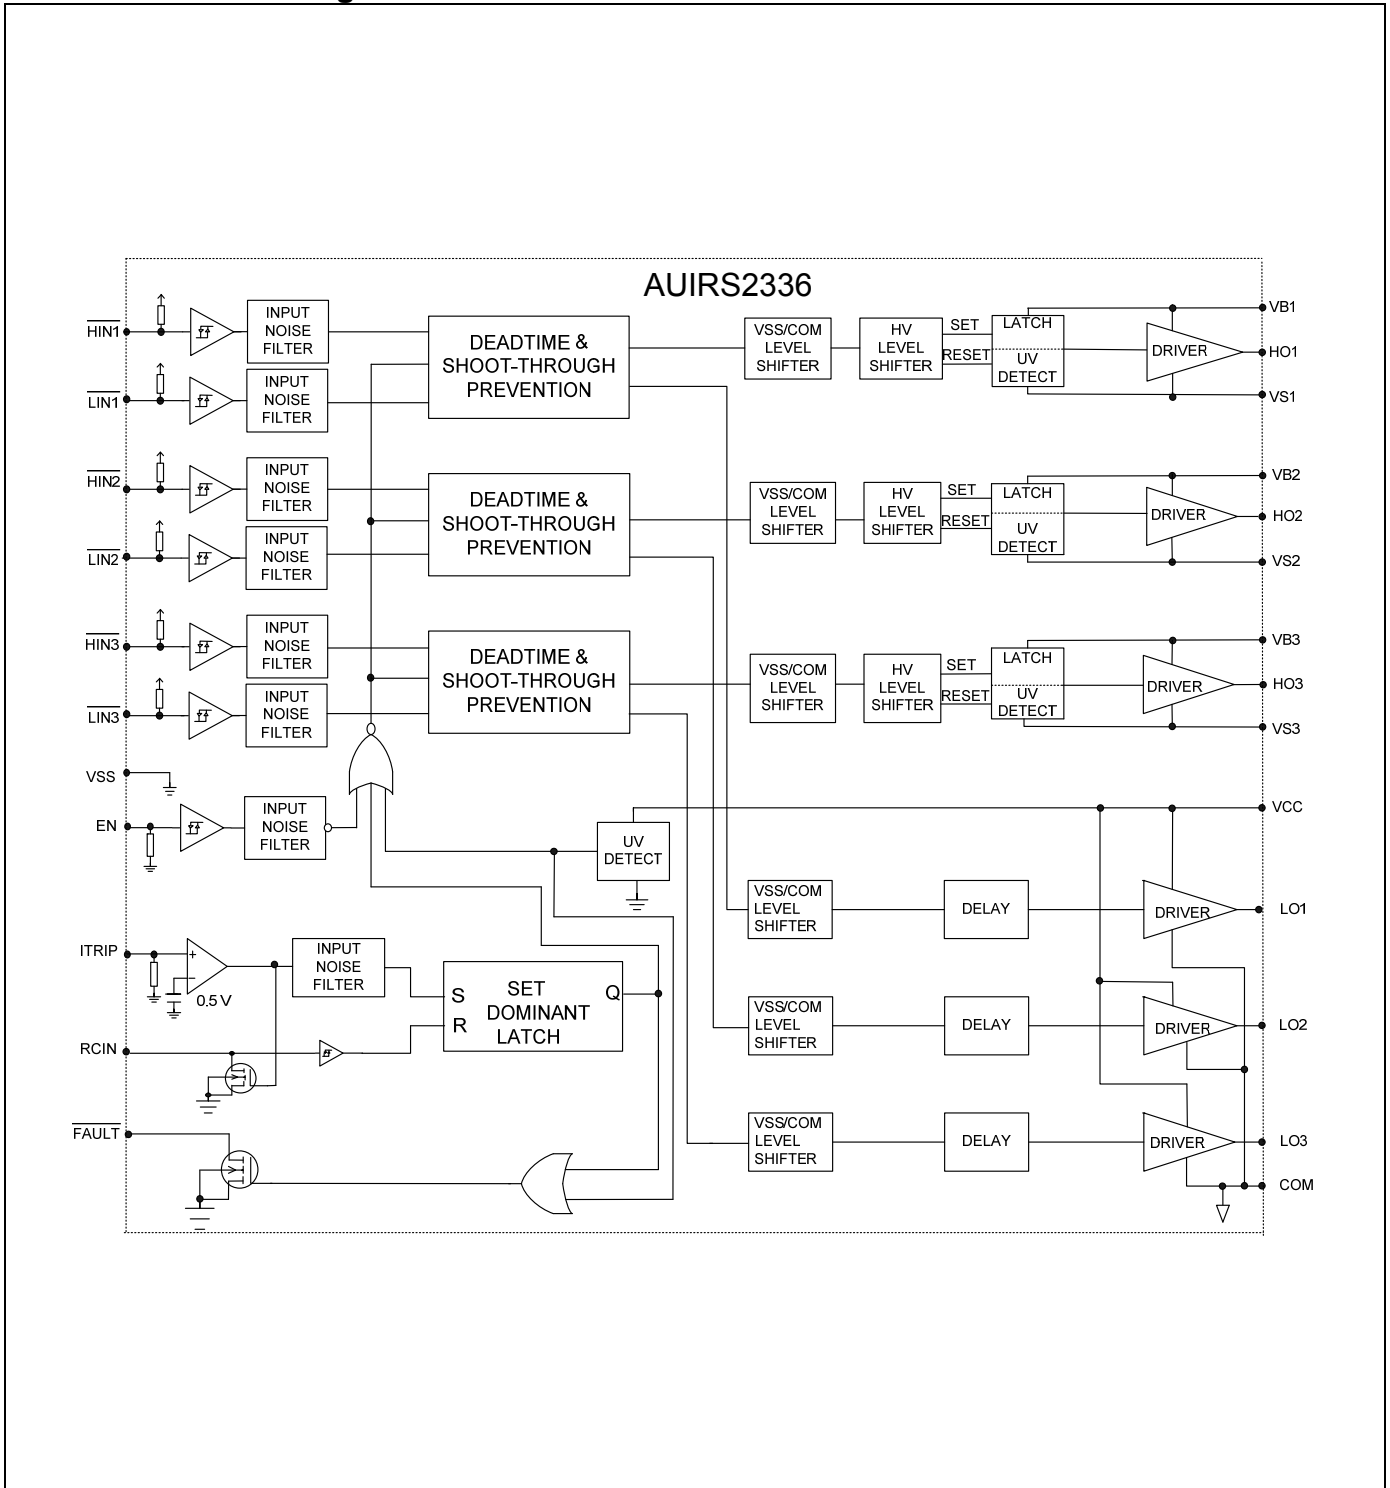 AUIRS2336
HIN1
INPUT
NOISE
FILTER
LIN1
INPUT
NOISE
FILTER
DEADTIME &
SHOOT-THROUGH
PREVENTION
VSS/COM
LEVEL
SHIFTER
HV
LEVEL
SHIFTER
SET
RESET
LATCH
UV
DETECT
DRIVER
VB1
HO1
VS1
HIN2
INPUT
NOISE
FILTER
LIN2
INPUT
NOISE
FILTER
DEADTIME &
SHOOT-THROUGH
PREVENTION
VSS/COM
LEVEL
SHIFTER
HV
LEVEL
SHIFTER
SET
RESET
LATCH
UV
DETECT
DRIVER
VB2
HO2
VS2
HIN3
INPUT
NOISE
FILTER
LIN3
INPUT
NOISE
FILTER
DEADTIME &
SHOOT-THROUGH
PREVENTION
VSS/COM
LEVEL
SHIFTER
HV
LEVEL
SHIFTER
SET
RESET
LATCH
UV
DETECT
DRIVER
VB3
HO3
VS3
VSS
EN
INPUT
NOISE
FILTER
UV
DETECT
VCC
VSS/COM
LEVEL
SHIFTER
DELAY
DRIVER
LO1
ITRIP
+
−
0.5 V
INPUT
NOISE
FILTER
S
R
SET
DOMINANT
LATCH
Q
VSS/COM
LEVEL
SHIFTER
DELAY
DRIVER
LO2
RCIN
FAULT
VSS/COM
LEVEL
SHIFTER
DELAY
DRIVER
LO3
COM